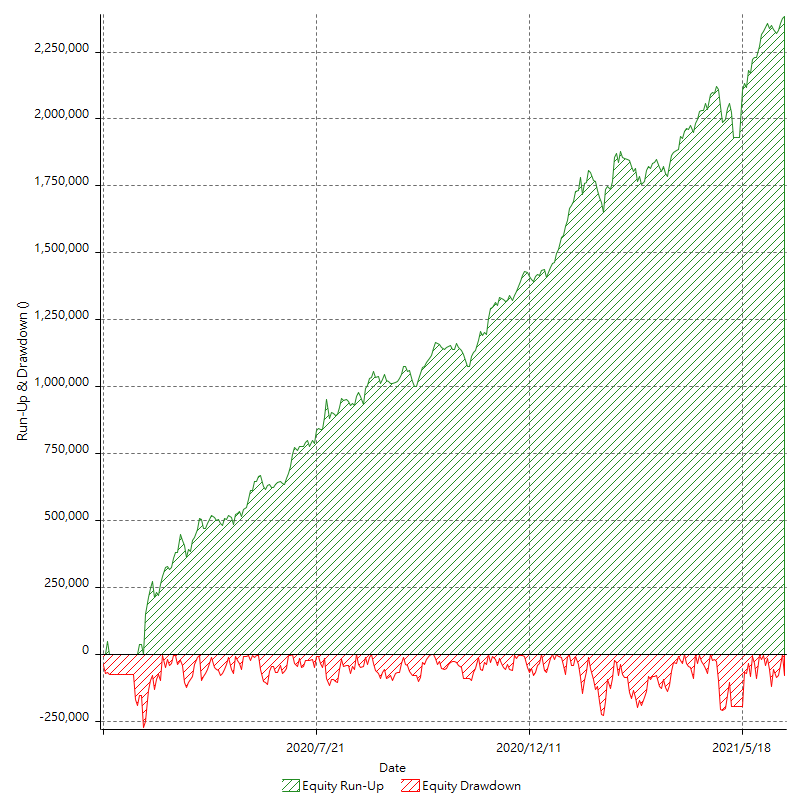 2,250,000
2,000,000
1,750,000
1,500,000
1,250,000
1,000,000
750,000
500,000
250,000
0
-250,000
Run-Up & Drawdown ()
2020/7/21 2020/12/11 2021/5/18
Date
Equity Run-Up Equity Drawdown